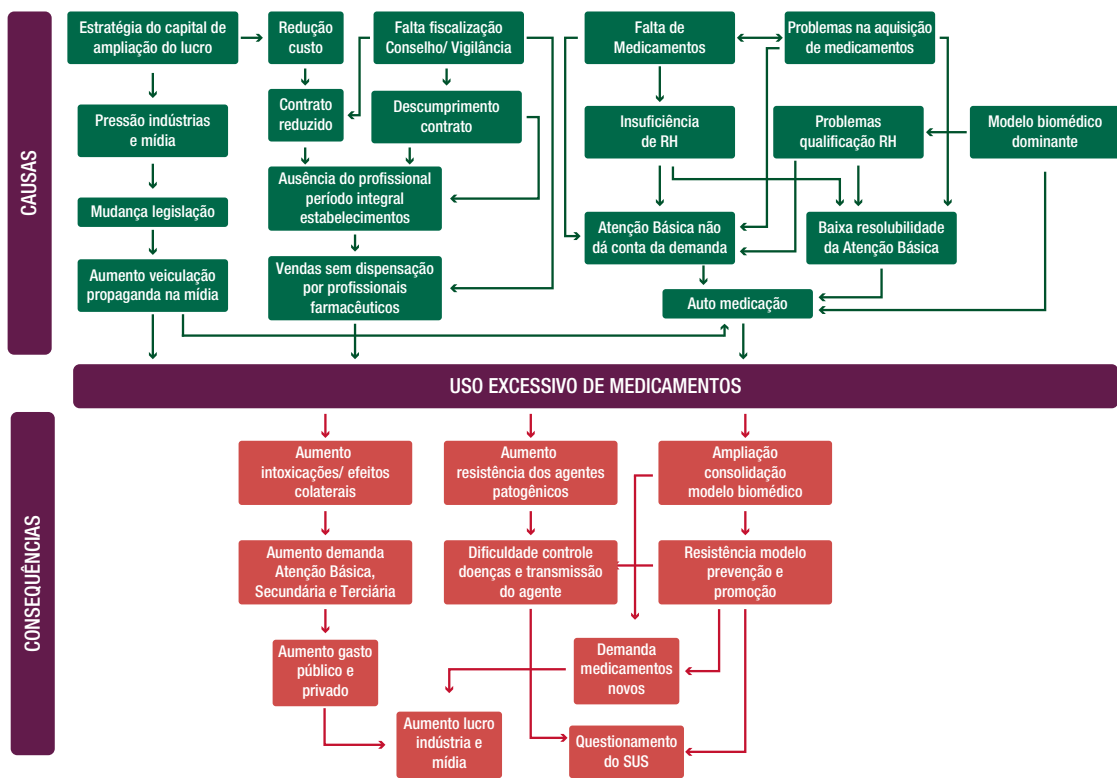 CAUSAS
Estratégia do capital de
ampliação do lucro
Redução
custo
Falta fiscalização
Conselho/ Vigilância
Falta de
Medicamentos
Problemas na aquisição
de medicamentos
Pressão indústrias
e mídia
Contrato
reduzido
Descumprimento
contrato
Insuficiência
de RH
Problemas
qualificação RH
Modelo biomédico
dominante
Mudança legislação
Ausência do profissional
período integral
estabelecimentos
Atenção Básica não
dá conta da demanda
Baixa resolubilidade
da Atenção Básica
Aumento veiculação
propaganda na mídia
Vendas sem dispensação
por profissionais
farmacêuticos
Auto medicação
USO EXCESSIVO DE MEDICAMENTOS
CONSEQUÊNCIAS
Aumento
intoxicações/ efeitos
colaterais
Aumento
resistência dos agentes
patogênicos
Ampliação
consolidação
modelo biomédico
Aumento demanda
Atenção Básica,
Secundária e Terciária
Dificuldade controle
doenças e transmissão
do agente
Resistência modelo
prevenção e
promoção
Aumento gasto
público e
privado
Demanda
medicamentos
novos
Aumento lucro
indústria e
mídia
Questionamento
do SUS